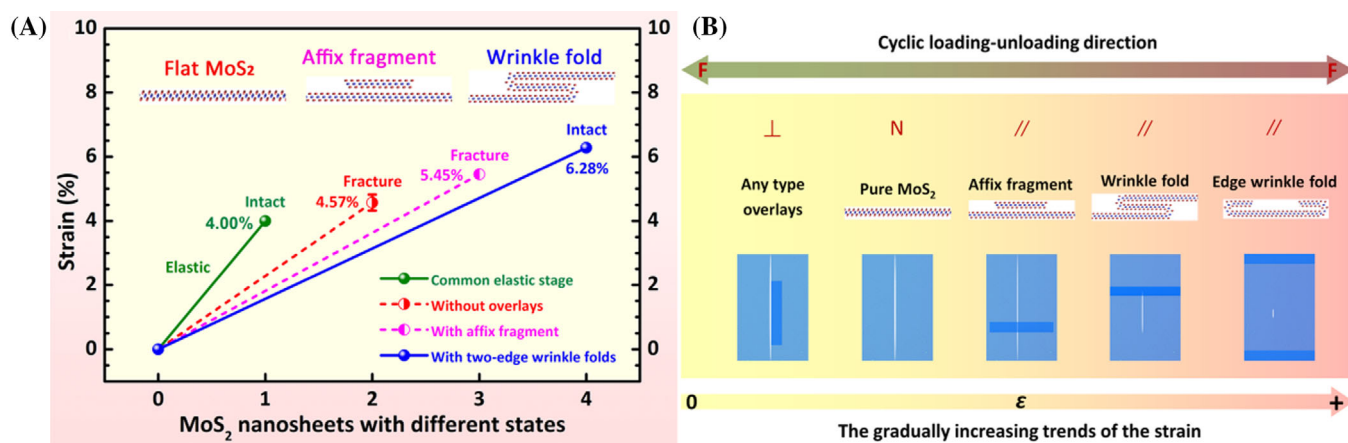 (A)
10
8
6
4
2
0
Strain (%)
Flat MoS₂
Affix fragment
Wrinkle fold
Intact
4.00%
Elastic
Fracture
4.57%
Fracture
5.45%
Intact
6.28%
Common elastic stage
Without overlays
With affix fragment
With two-edge wrinkle folds
10
8
6
4
2
0
0 1 2 3 4
MoS₂ nanosheets with different states
(B)
Cyclic loading-unloading direction
F F
⊥ N // // //
Any type
overlays
Pure MoS₂
Affix fragment
Wrinkle fold
Edge wrinkle fold
0 ε +
The gradually increasing trends of the strain